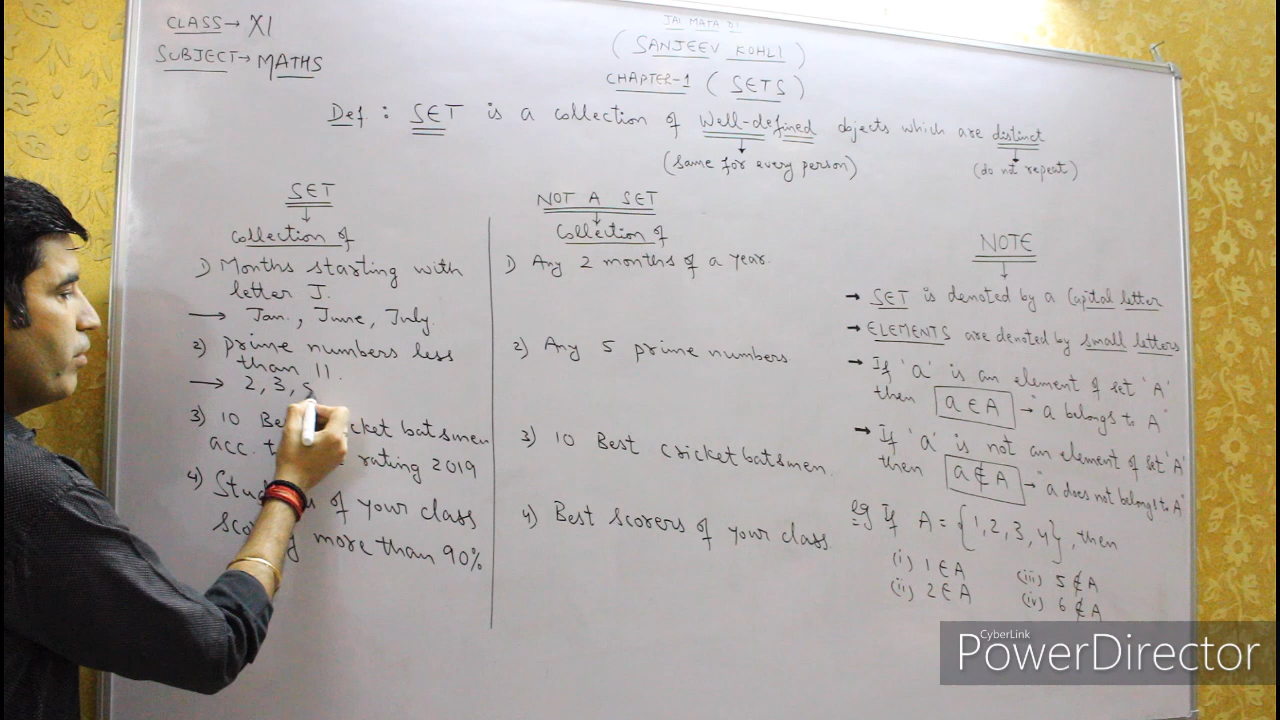 CLASS → XI
SUBJECT → MATHS
JAI MATA DI
(SANJEEV KOHLI)
CHAPTER-1 (SETS)
Def : SET is a collection of Well-defined objects which are distinct
(same for every person)
(do not repeat)
SET
↓
Collection of
1) Months starting with
letter J.
→ Jan., June, July.
2) prime numbers less
than 11.
→ 2, 3, 5
3) 10 cket batsmen
acc. rating 2019
4) of your class
more than 90%
NOT A SET
↓
Collection of
1) Any 2 months of a year.
2) Any 5 prime numbers
3) 10 Best cricket batsmen.
4) Best scorers of your class.
NOTE
↓
→ SET is denoted by a Capital letter
→ ELEMENTS are denoted by small letters
→ If 'a' is an element of set 'A'
then a ∈ A → "a belongs to A"
→ If 'a' is not an element of set 'A'
then a ∉ A → "a does not belongs to A"
eg If A = {1, 2, 3, 4}, then
(i) 1 ∈ A (iii) 5 ∉ A
(ii) 2 ∈ A (iv) 6 ∉ A
CyberLink
PowerDirector